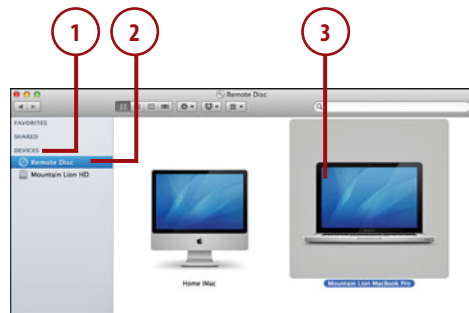 1
2
3
Remote Disc
FAVORITES
SHARED
DEVICES
Remote Disc
Mountain Lion HD
Home iMac
Mountain Lion MacBook Pro